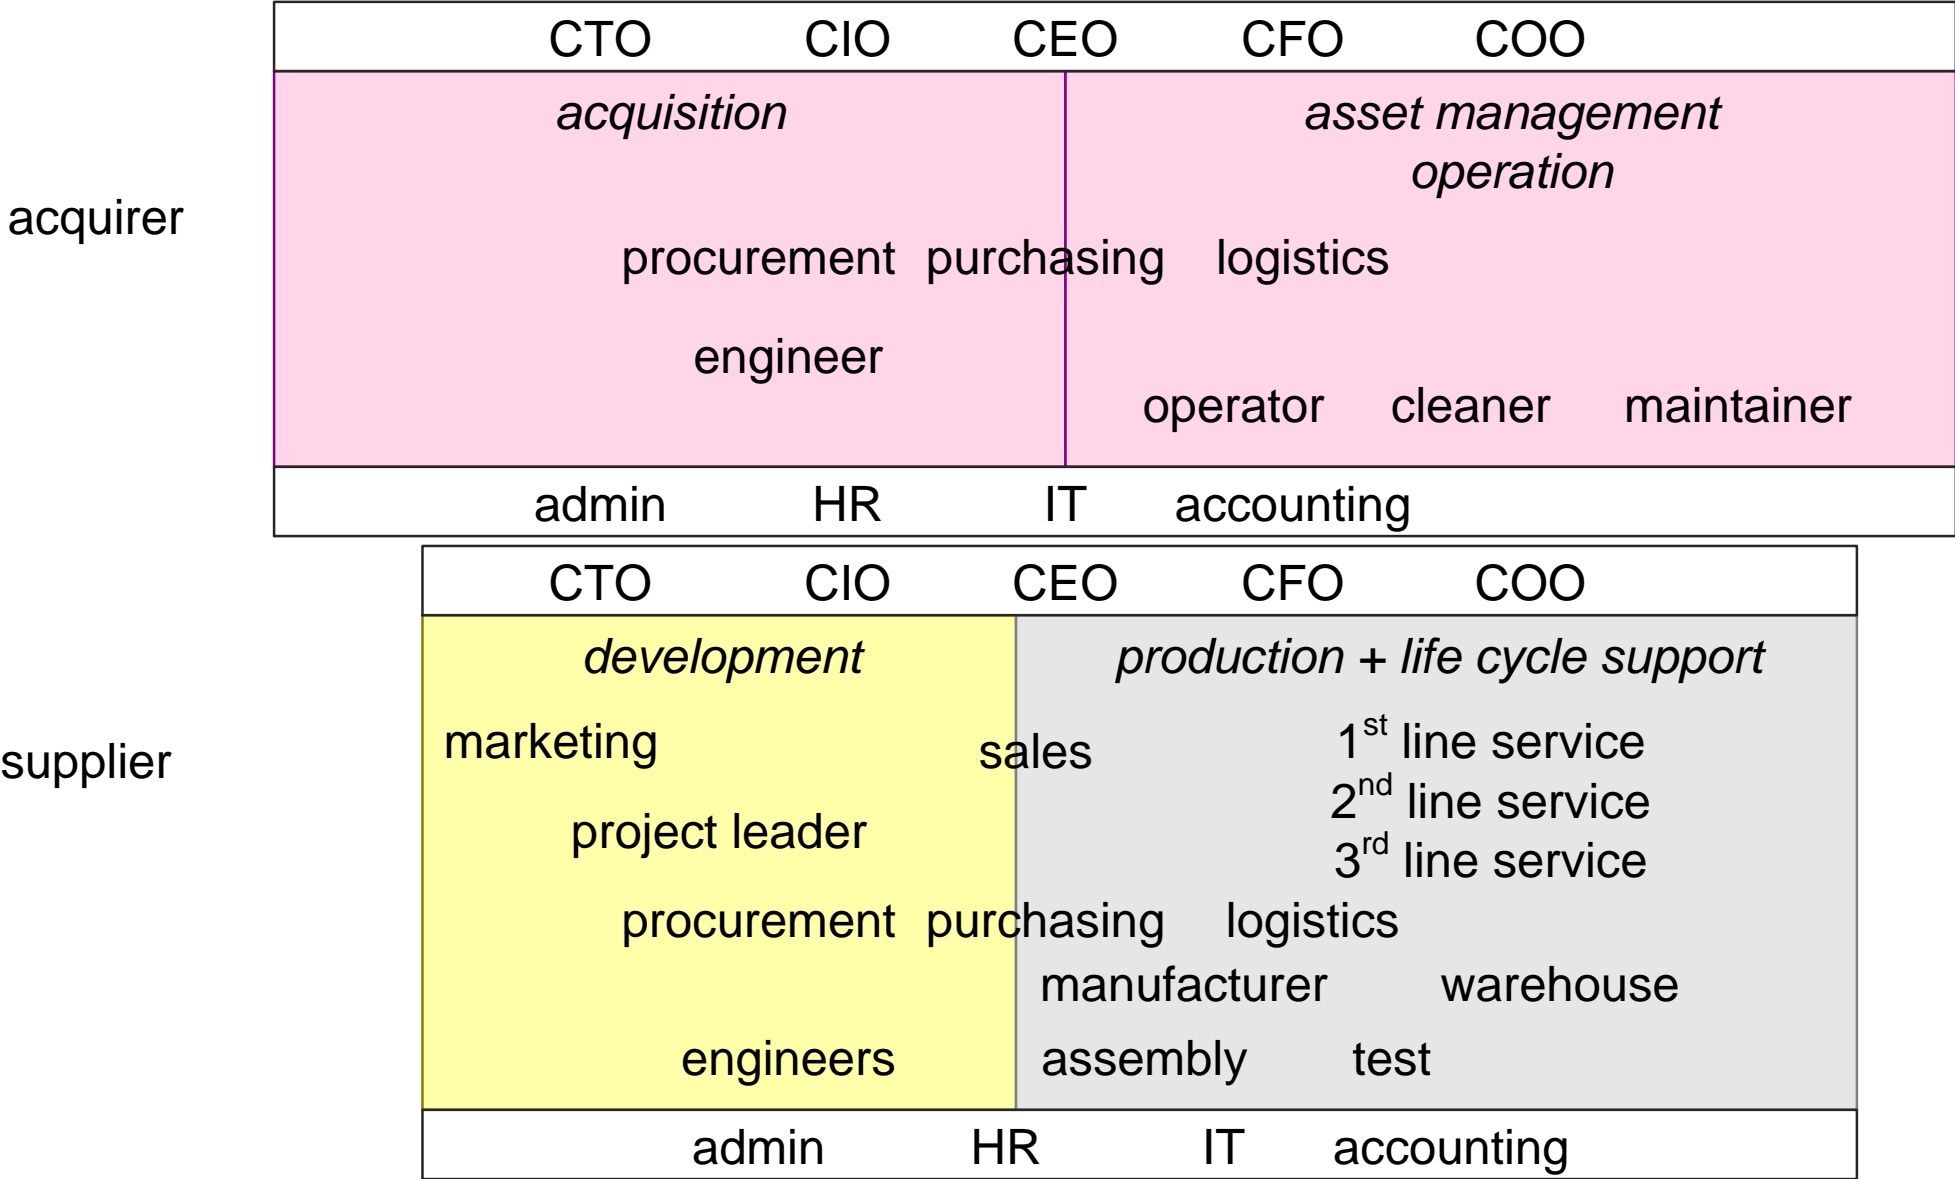 CTO CIO CEO CFO COO
acquisition asset management
operation
acquirer
procurement purchasing logistics
engineer
operator cleaner maintainer
admin HR IT accounting
CTO CIO CEO CFO COO
development production + life cycle support
marketing sales 1st line service
supplier
2nd line service
project leader
3rd line service
procurement purchasing logistics
manufacturer warehouse
engineers assembly test
admin HR IT accounting